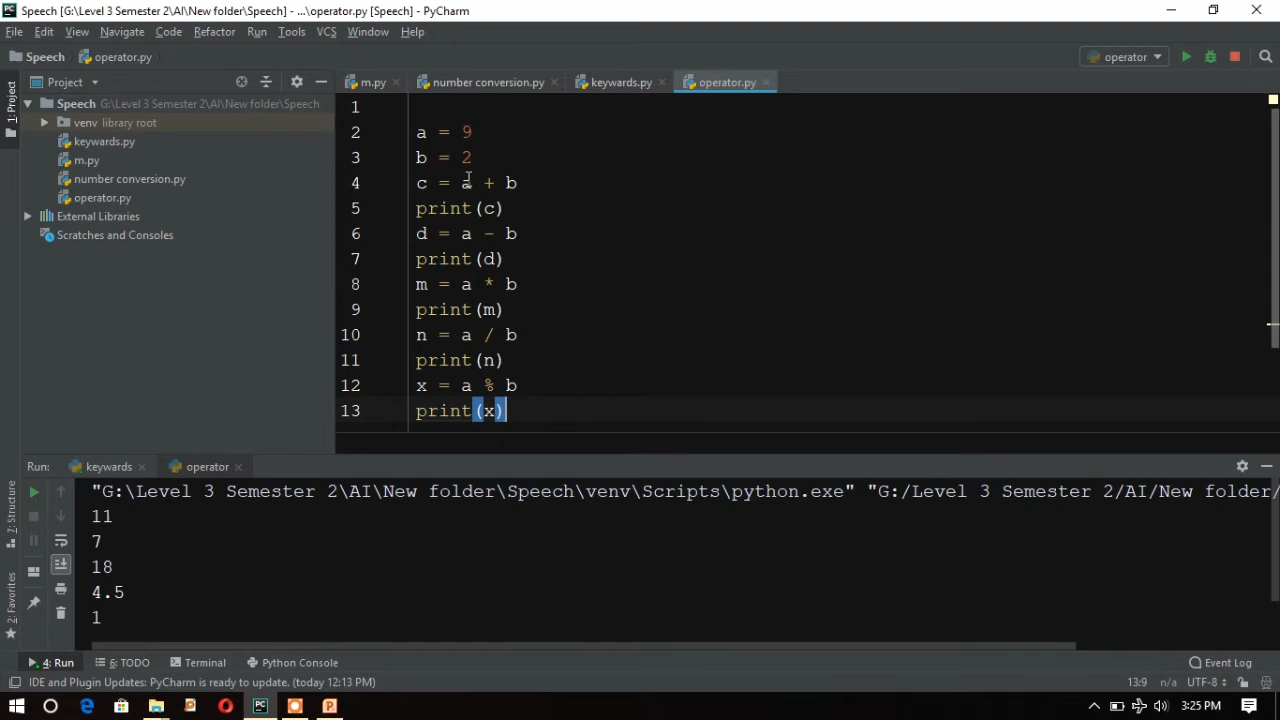 Speech [G:\Level 3 Semester 2\AI\New folder\Speech] - ...\operator.py [Speech] - PyCharm
File Edit View Navigate Code Refactor Run Tools VCS Window Help
Speech operator.py operator
1: Project
Project
m.py number conversion.py keywards.py operator.py
Speech G:\Level 3 Semester 2\AI\New folder\Speech
venv library root
keywards.py
m.py
number conversion.py
operator.py
External Libraries
Scratches and Consoles
1
2 a = 9
3 b = 2
4 c = a + b
5 print(c)
6 d = a - b
7 print(d)
8 m = a * b
9 print(m)
10 n = a / b
11 print(n)
12 x = a % b
13 print(x)
Run: keywards operator
7: Structure
2: Favorites
"G:\Level 3 Semester 2\AI\New folder\Speech\venv\Scripts\python.exe" "G:/Level 3 Semester 2/AI/New folder/
11
7
18
4.5
1
4: Run 6: TODO Terminal Python Console Event Log
IDE and Plugin Updates: PyCharm is ready to update. (today 12:13 PM) 13:9 n/a UTF-8
3:25 PM